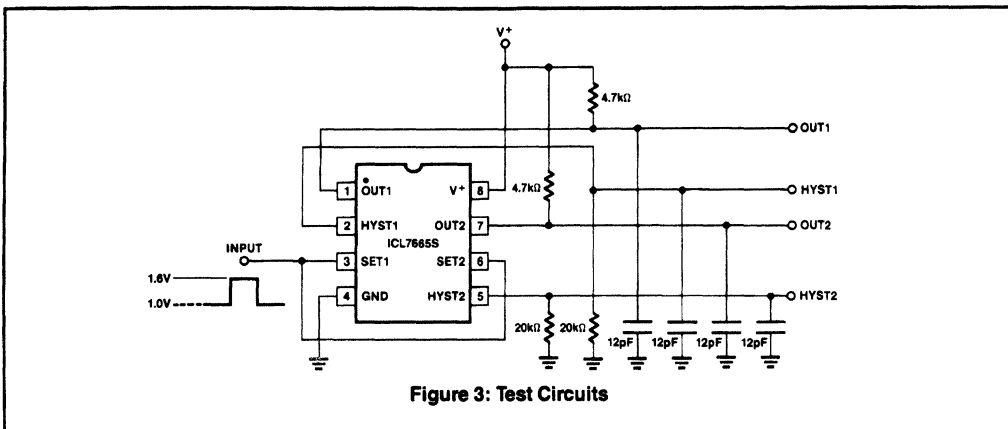 V+
4.7kΩ
OUT1
4.7kΩ
HYST1
OUT2
HYST2
1 OUT1 V+ 8
2 HYST1 OUT2 7
ICL7665S
3 SET1 SET2 6
4 GND HYST2 5
INPUT
1.6V
1.0V
20kΩ 20kΩ 12pF 12pF 12pF 12pF
Figure 3: Test Circuits